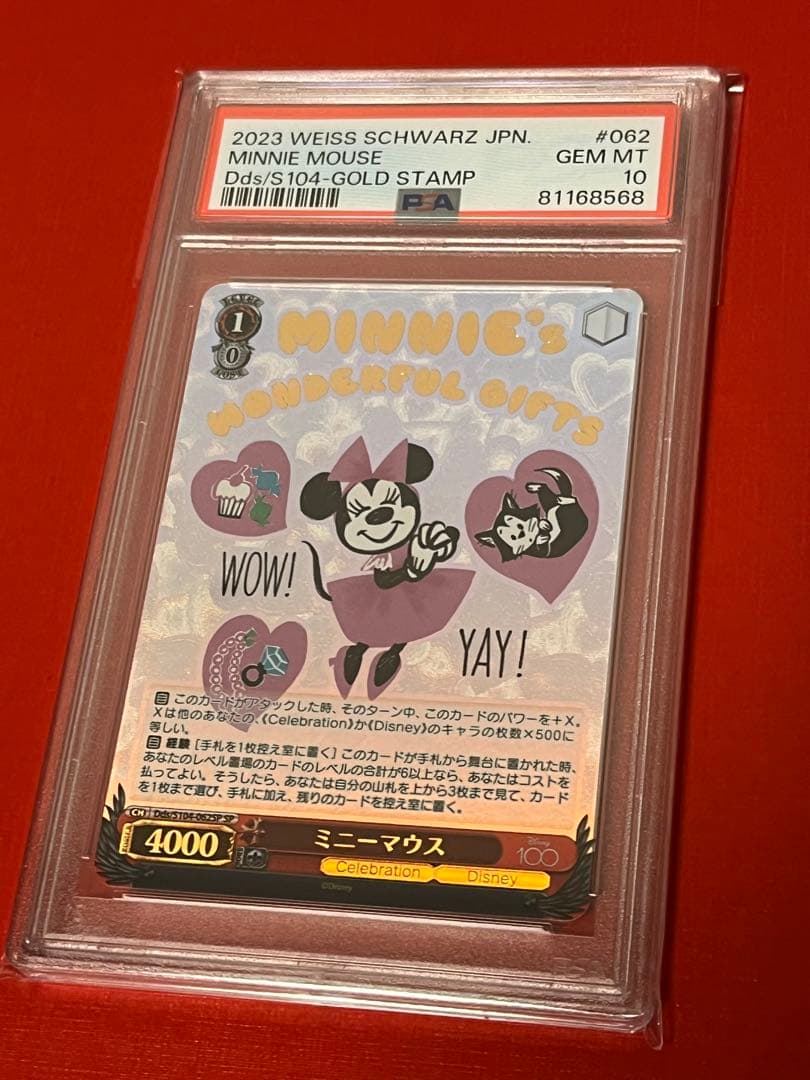 2023 WEISS SCHWARZ JPN. #062
MINNIE MOUSE GEM MT
Dds/S104-GOLD STAMP 10
PSA 81168568
LEVEL
1
0
COST
MINNIE's
WONDERFUL GIFTS
WOW!
YAY!
このカードがアタックした時、そのターン中、このカードのパワーを+X。
Xは他のあなたの、《Celebration》か《Disney》のキャラの枚数×500に
等しい。
経験 [手札を1枚控え室に置く] このカードが手札から舞台に置かれた時、
あなたのレベル置場のカードのレベルの合計が6以上なら、あなたはコストを
払ってよい。そうしたら、あなたは自分の山札を上から3枚まで見て、カード
を1枚まで選び、手札に加え、残りのカードを控え室に置く。
CH Dds/S104-062SP SP
4000 ミニーマウス Disney 100
Celebration Disney
©Disney